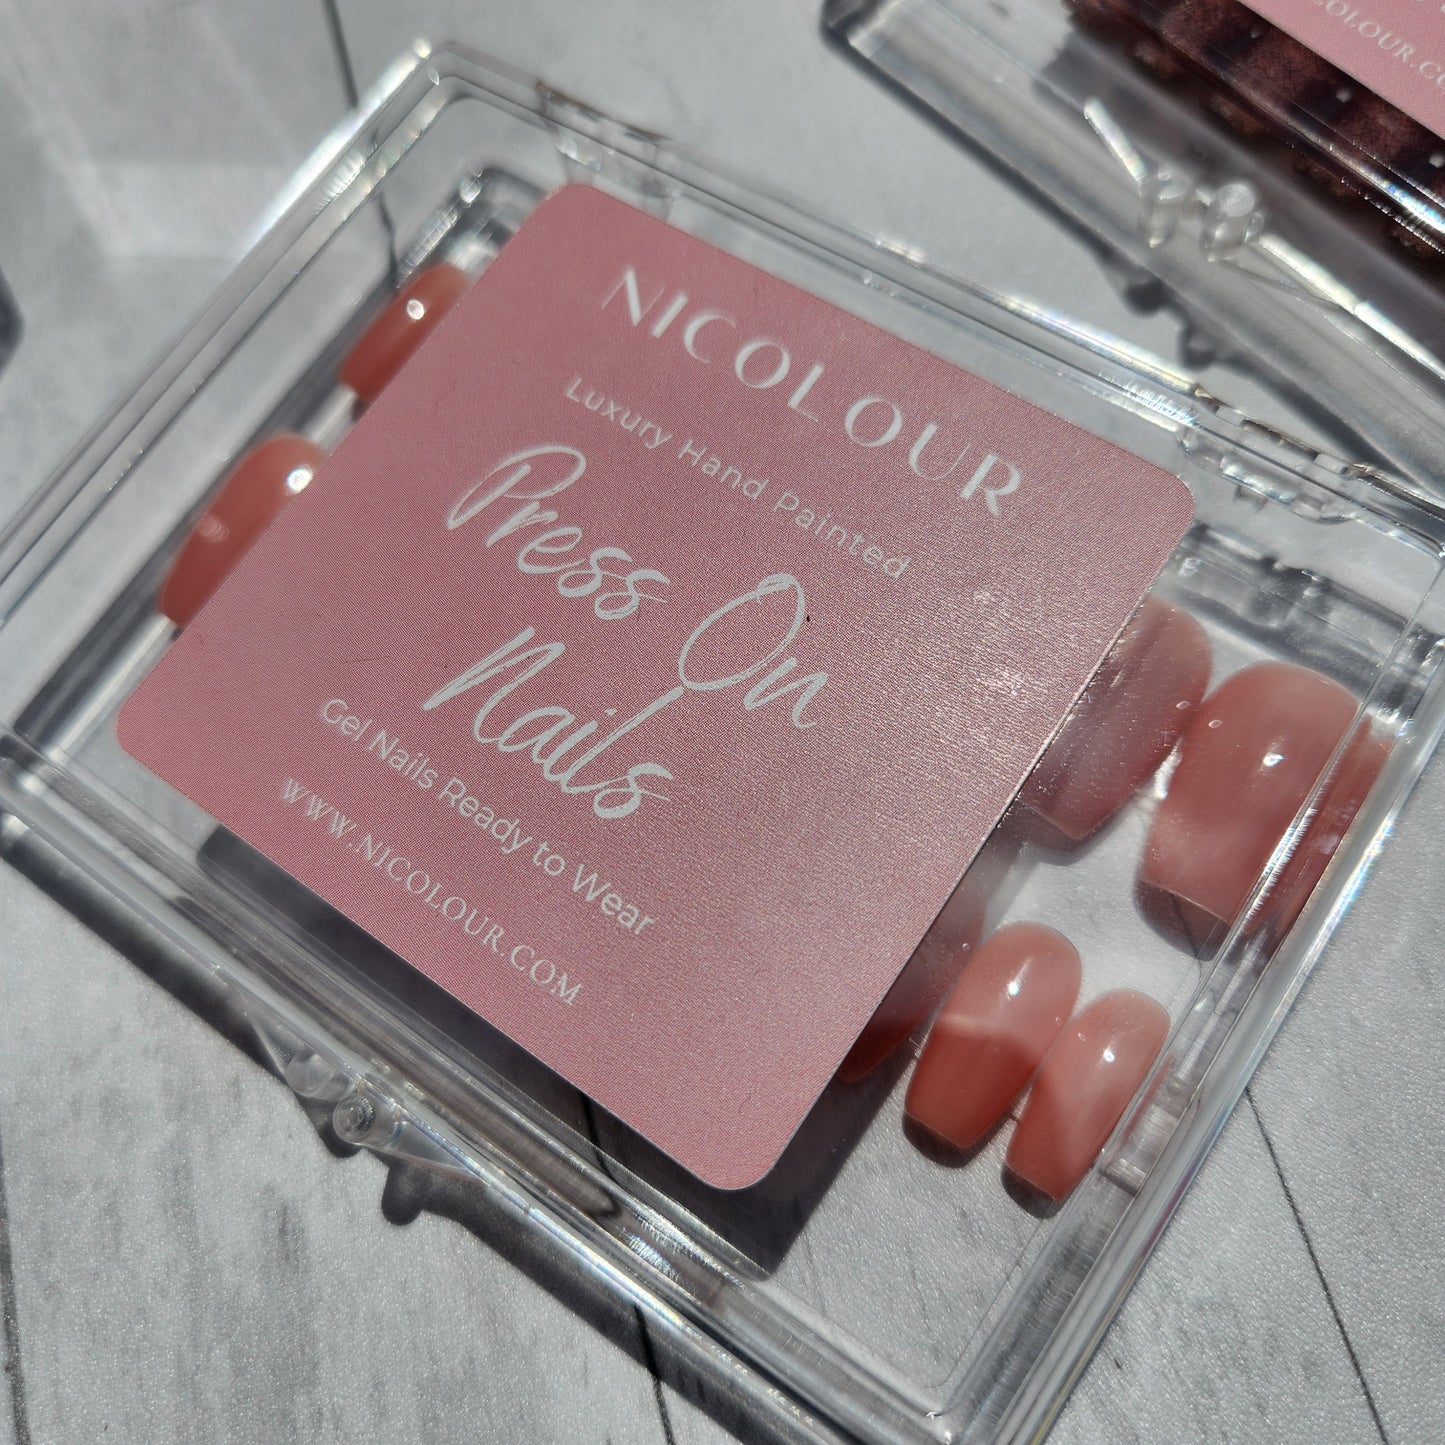 NICOLOUR
Luxury Hand Painted
Press On
Nails
Gel Nails Ready to Wear
WWW.NICOLOUR.COM